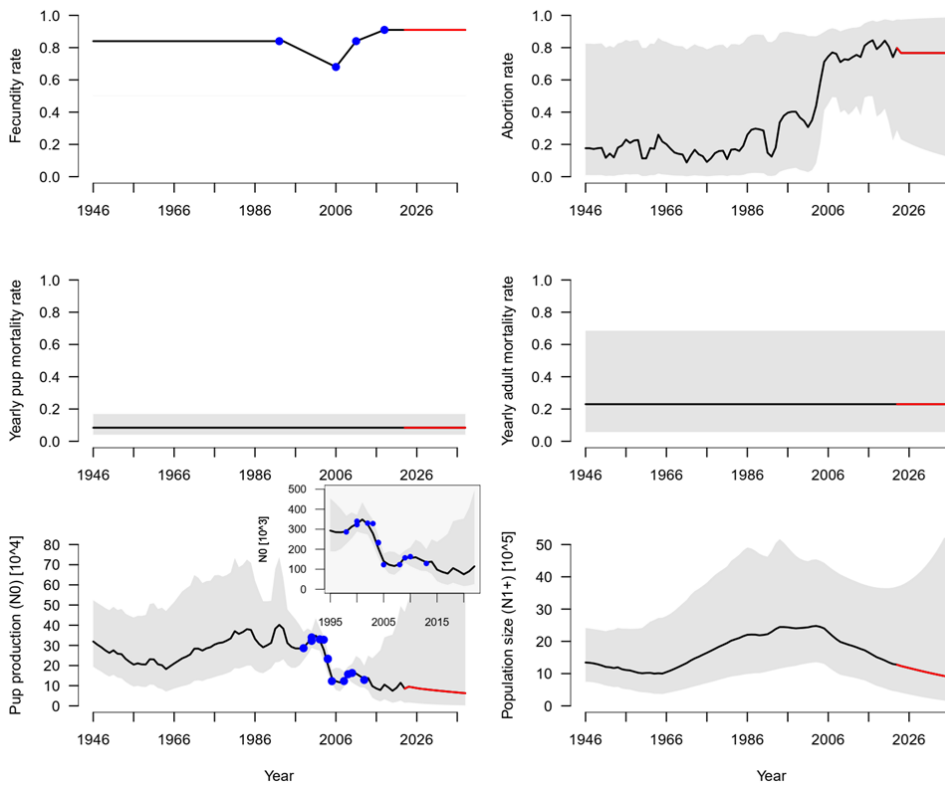 Fecundity rate
1.0
0.8
0.6
0.4
0.2
0.0
1946 1966 1986 2006 2026
Abortion rate
1.0
0.8
0.6
0.4
0.2
0.0
1946 1966 1986 2006 2026
Yearly pup mortality rate
1.0
0.8
0.6
0.4
0.2
0.0
1946 1966 1986 2006 2026
Yearly adult mortality rate
1.0
0.8
0.6
0.4
0.2
0.0
1946 1966 1986 2006 2026
Pup production (N0) [10^4]
80
70
60
50
40
30
20
10
0
1946 1966 1986 2006 2026
Year
N0 [10^3]
500
400
300
200
100
0
1995 2005 2015
Population size (N1+) [10^5]
50
40
30
20
10
0
1946 1966 1986 2006 2026
Year